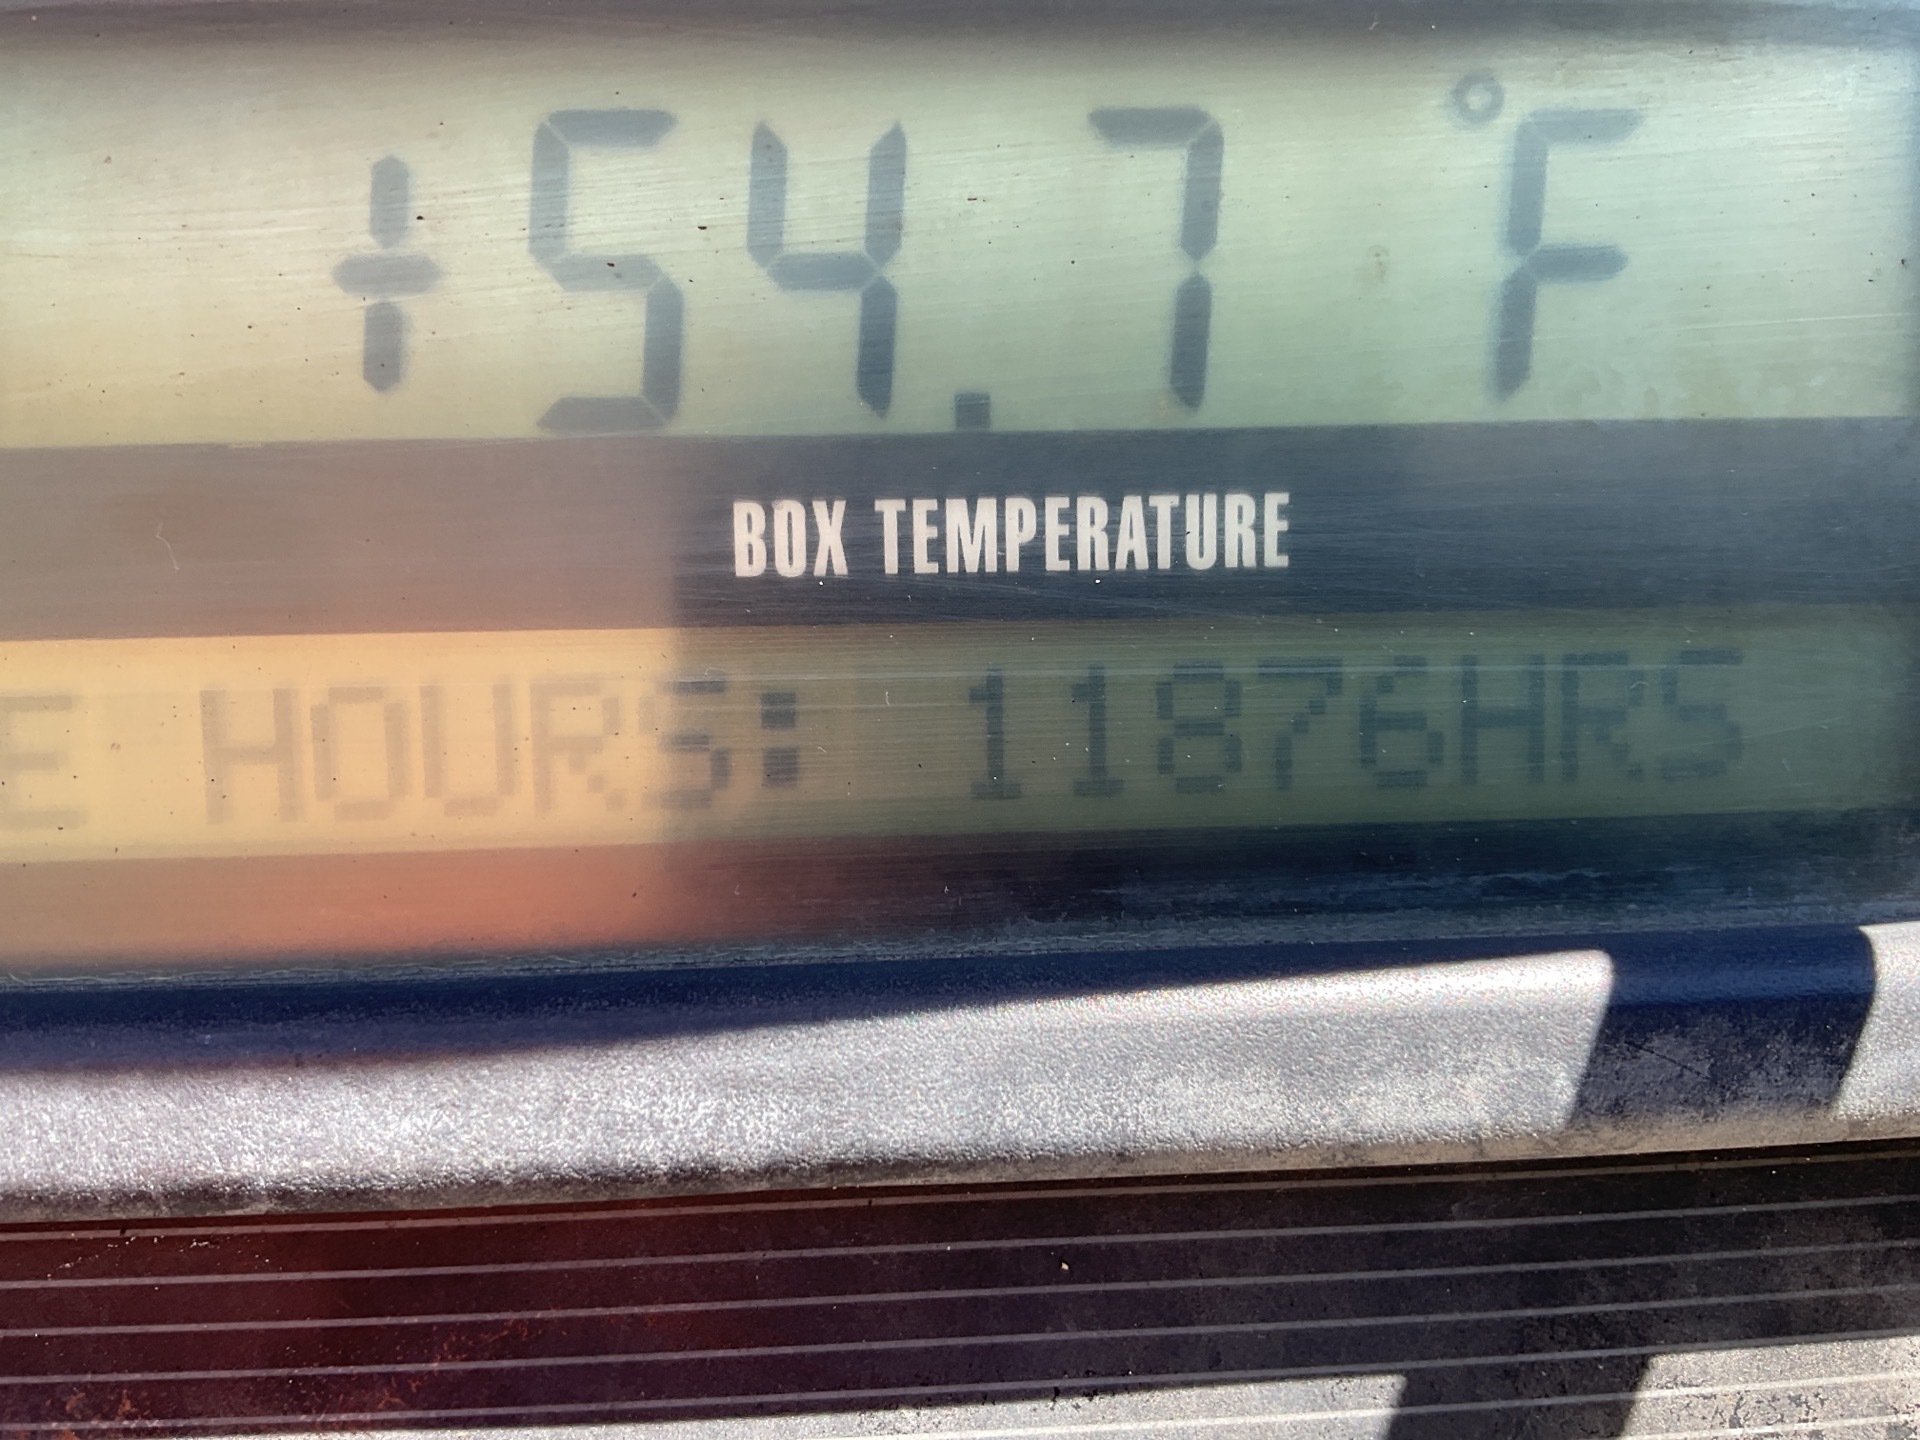 +54.7 °F
BOX TEMPERATURE
E HOURS: 11876HRS